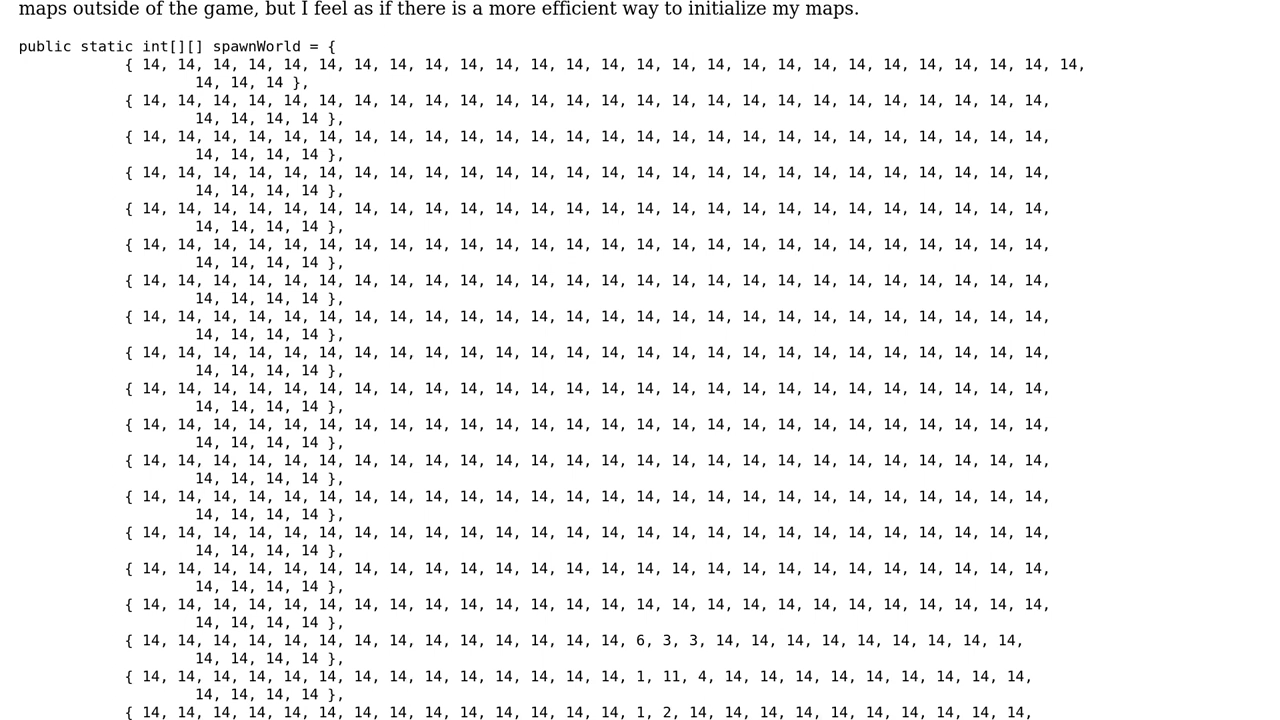 maps outside of the game, but I feel as if there is a more efficient way to initialize my maps.
public static int[][] spawnWorld = {
{ 14, 14, 14, 14, 14, 14, 14, 14, 14, 14, 14, 14, 14, 14, 14, 14, 14, 14, 14, 14, 14, 14, 14, 14, 14, 14, 14,
14, 14, 14 },
{ 14, 14, 14, 14, 14, 14, 14, 14, 14, 14, 14, 14, 14, 14, 14, 14, 14, 14, 14, 14, 14, 14, 14, 14, 14, 14,
14, 14, 14, 14 },
{ 14, 14, 14, 14, 14, 14, 14, 14, 14, 14, 14, 14, 14, 14, 14, 14, 14, 14, 14, 14, 14, 14, 14, 14, 14, 14,
14, 14, 14, 14 },
{ 14, 14, 14, 14, 14, 14, 14, 14, 14, 14, 14, 14, 14, 14, 14, 14, 14, 14, 14, 14, 14, 14, 14, 14, 14, 14,
14, 14, 14, 14 },
{ 14, 14, 14, 14, 14, 14, 14, 14, 14, 14, 14, 14, 14, 14, 14, 14, 14, 14, 14, 14, 14, 14, 14, 14, 14, 14,
14, 14, 14, 14 },
{ 14, 14, 14, 14, 14, 14, 14, 14, 14, 14, 14, 14, 14, 14, 14, 14, 14, 14, 14, 14, 14, 14, 14, 14, 14, 14,
14, 14, 14, 14 },
{ 14, 14, 14, 14, 14, 14, 14, 14, 14, 14, 14, 14, 14, 14, 14, 14, 14, 14, 14, 14, 14, 14, 14, 14, 14, 14,
14, 14, 14, 14 },
{ 14, 14, 14, 14, 14, 14, 14, 14, 14, 14, 14, 14, 14, 14, 14, 14, 14, 14, 14, 14, 14, 14, 14, 14, 14, 14,
14, 14, 14, 14 },
{ 14, 14, 14, 14, 14, 14, 14, 14, 14, 14, 14, 14, 14, 14, 14, 14, 14, 14, 14, 14, 14, 14, 14, 14, 14, 14,
14, 14, 14, 14 },
{ 14, 14, 14, 14, 14, 14, 14, 14, 14, 14, 14, 14, 14, 14, 14, 14, 14, 14, 14, 14, 14, 14, 14, 14, 14, 14,
14, 14, 14, 14 },
{ 14, 14, 14, 14, 14, 14, 14, 14, 14, 14, 14, 14, 14, 14, 14, 14, 14, 14, 14, 14, 14, 14, 14, 14, 14, 14,
14, 14, 14, 14 },
{ 14, 14, 14, 14, 14, 14, 14, 14, 14, 14, 14, 14, 14, 14, 14, 14, 14, 14, 14, 14, 14, 14, 14, 14, 14, 14,
14, 14, 14, 14 },
{ 14, 14, 14, 14, 14, 14, 14, 14, 14, 14, 14, 14, 14, 14, 14, 14, 14, 14, 14, 14, 14, 14, 14, 14, 14, 14,
14, 14, 14, 14 },
{ 14, 14, 14, 14, 14, 14, 14, 14, 14, 14, 14, 14, 14, 14, 14, 14, 14, 14, 14, 14, 14, 14, 14, 14, 14, 14,
14, 14, 14, 14 },
{ 14, 14, 14, 14, 14, 14, 14, 14, 14, 14, 14, 14, 14, 14, 14, 14, 14, 14, 14, 14, 14, 14, 14, 14, 14, 14,
14, 14, 14, 14 },
{ 14, 14, 14, 14, 14, 14, 14, 14, 14, 14, 14, 14, 14, 14, 14, 14, 14, 14, 14, 14, 14, 14, 14, 14, 14, 14,
14, 14, 14, 14 },
{ 14, 14, 14, 14, 14, 14, 14, 14, 14, 14, 14, 14, 14, 14, 6, 3, 3, 14, 14, 14, 14, 14, 14, 14, 14, 14,
14, 14, 14, 14 },
{ 14, 14, 14, 14, 14, 14, 14, 14, 14, 14, 14, 14, 14, 14, 1, 11, 4, 14, 14, 14, 14, 14, 14, 14, 14, 14,
14, 14, 14, 14 },
{ 14, 14, 14, 14, 14, 14, 14, 14, 14, 14, 14, 14, 14, 14, 1, 2, 14, 14, 14, 14, 14, 14, 14, 14, 14, 14,